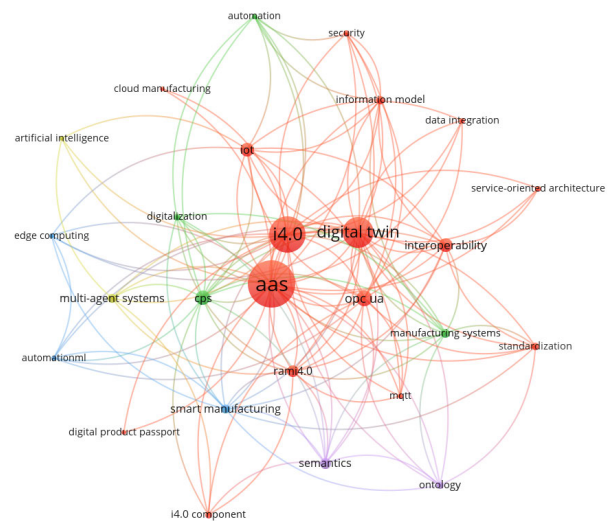 automation
security
cloud manufacturing
information model
data integration
artificial intelligence
iot
service-oriented architecture
digitalization
edge computing
i4.0
digital twin
interoperability
aas
multi-agent systems
cps
opc ua
manufacturing systems
standardization
automationml
rami4.0
mqtt
smart manufacturing
digital product passport
semantics
ontology
i4.0 component